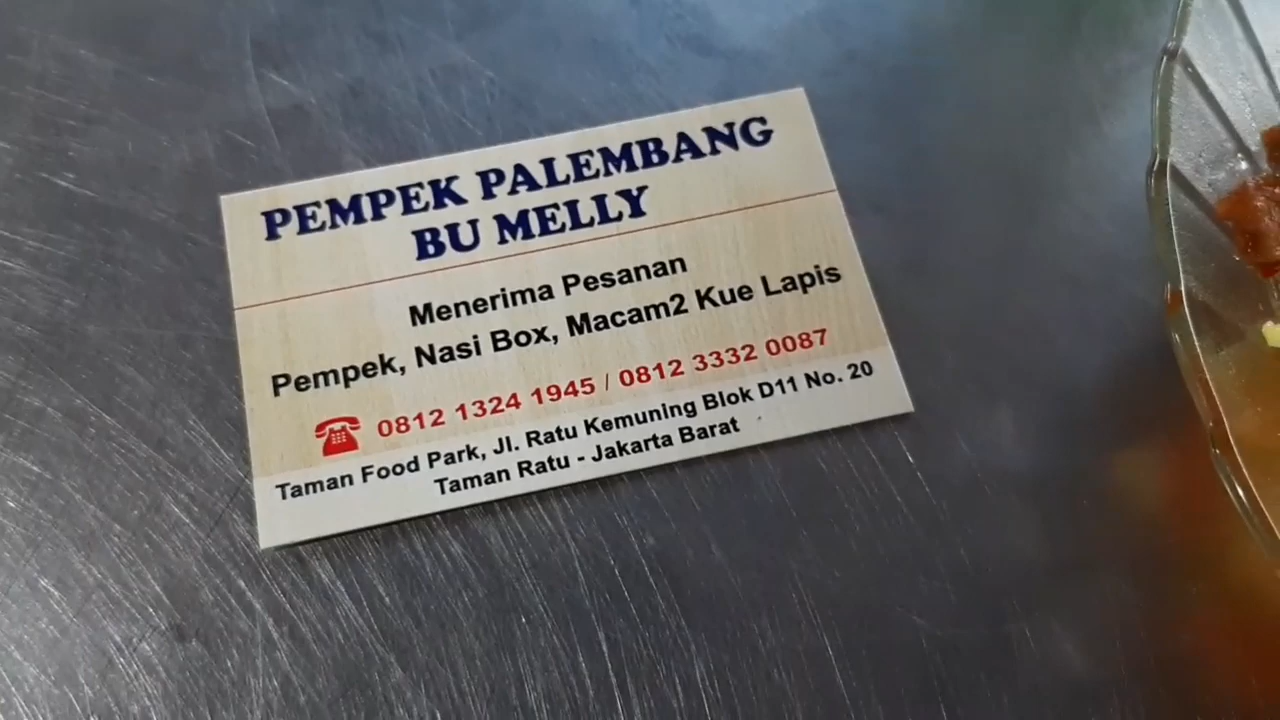 PEMPEK PALEMBANG
BU MELLY
Menerima Pesanan
Pempek, Nasi Box, Macam2 Kue Lapis
0812 1324 1945 / 0812 3332 0087
Taman Food Park, Jl. Ratu Kemuning Blok D11 No. 20
Taman Ratu - Jakarta Barat